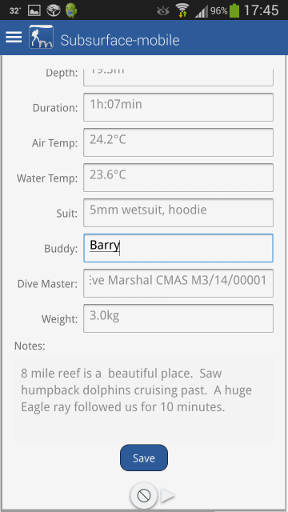 32° 96% 17:45
Subsurface-mobile
Depth: 19.5m
Duration: 1h:07min
Air Temp: 24.2°C
Water Temp: 23.6°C
Suit: 5mm wetsuit, hoodie
Buddy: Barry
Dive Master: :ve Marshal CMAS M3/14/00001
Weight: 3.0kg
Notes:
8 mile reef is a beautiful place. Saw
humpback dolphins cruising past. A huge
Eagle ray followed us for 10 minutes.
Save